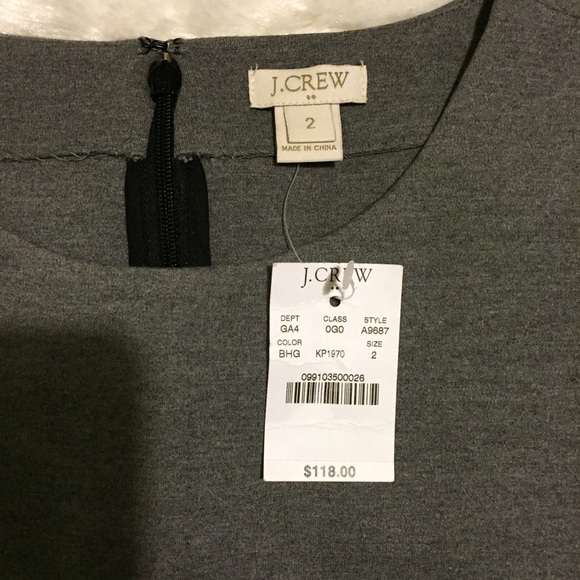 J.CREW
2
MADE IN CHINA
J.CREW
DEPT CLASS STYLE
GA4 0G0 A9687
COLOR SIZE
BHG KP1970 2
099103500026
$118.00